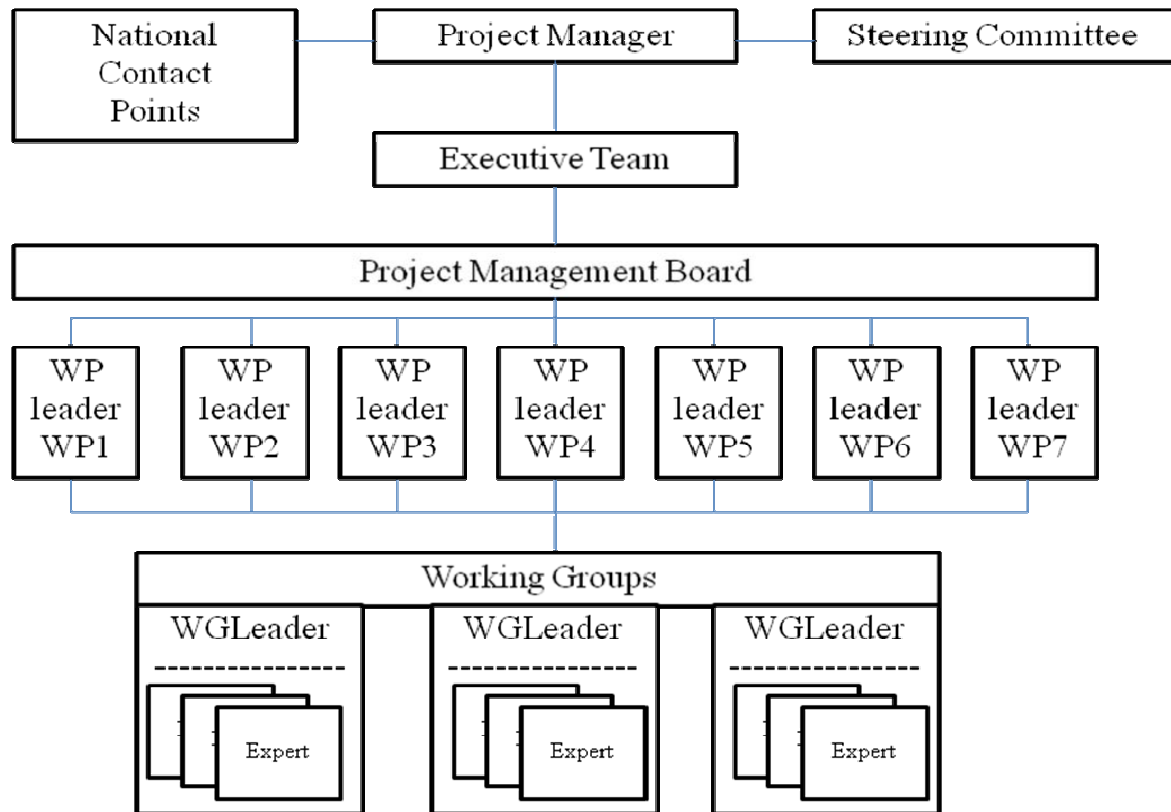 National
Contact
Points
Project Manager
Steering Committee
Executive Team
Project Management Board
WP
leader
WP1
WP
leader
WP2
WP
leader
WP3
WP
leader
WP4
WP
leader
WP5
WP
leader
WP6
WP
leader
WP7
Working Groups
WGLeader
Expert
WGLeader
Expert
WGLeader
Expert